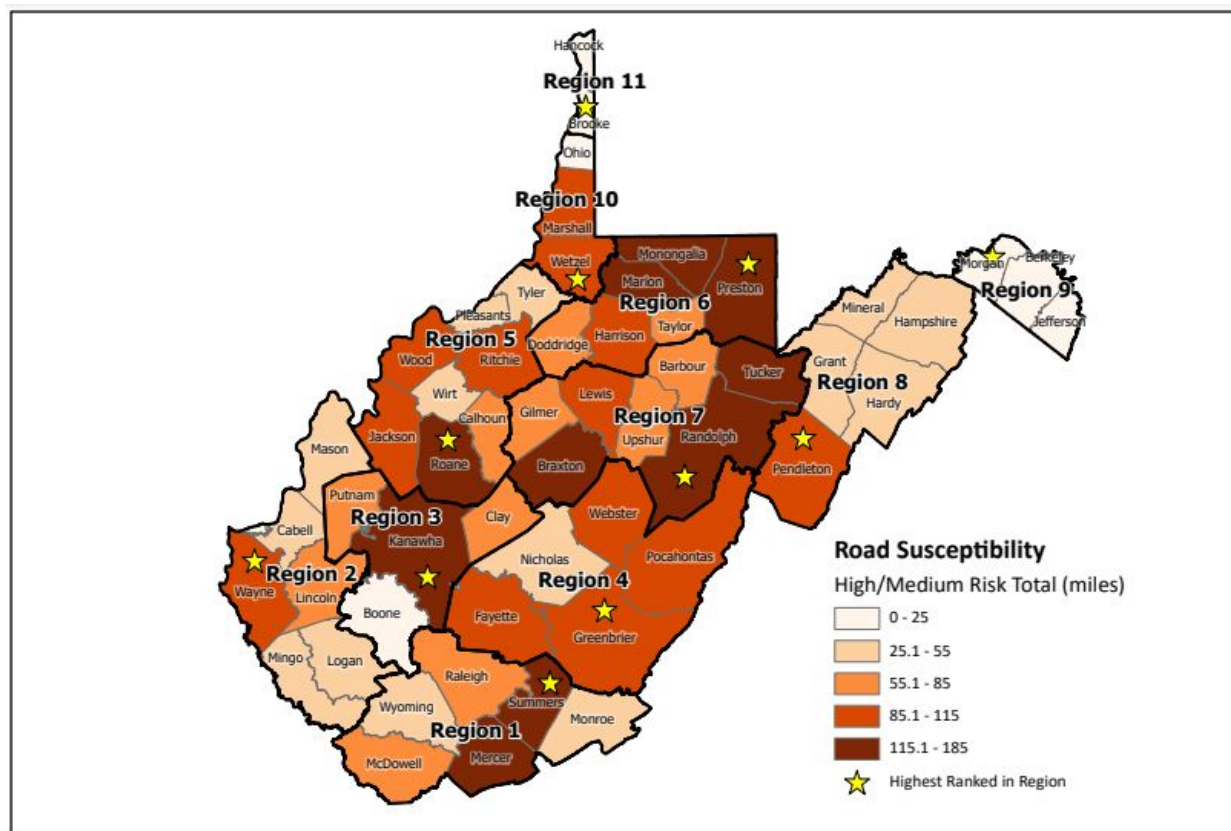 Hancock
Region 11
Brooke
Ohio
Region 10
Marshall
Wetzel
Monongalia
Marion
Preston
Region 6
Taylor
Harrison
Doddridge
Tyler
Pleasants
Region 5
Wood
Ritchie
Wirt
Calhoun
Jackson
Roane
Morgan
Berkeley
Region 9
Jefferson
Mineral
Hampshire
Grant
Region 8
Hardy
Pendleton
Barbour
Tucker
Lewis
Gilmer
Region 7
Upshur
Randolph
Braxton
Mason
Putnam
Region 3
Kanawha
Clay
Cabell
Region 2
Wayne
Lincoln
Boone
Mingo
Logan
Webster
Pocahontas
Nicholas
Region 4
Fayette
Greenbrier
Raleigh
Summers
Wyoming
Region 1
Monroe
Mercer
McDowell
Road Susceptibility
High/Medium Risk Total (miles)
0 - 25
25.1 - 55
55.1 - 85
85.1 - 115
115.1 - 185
Highest Ranked in Region